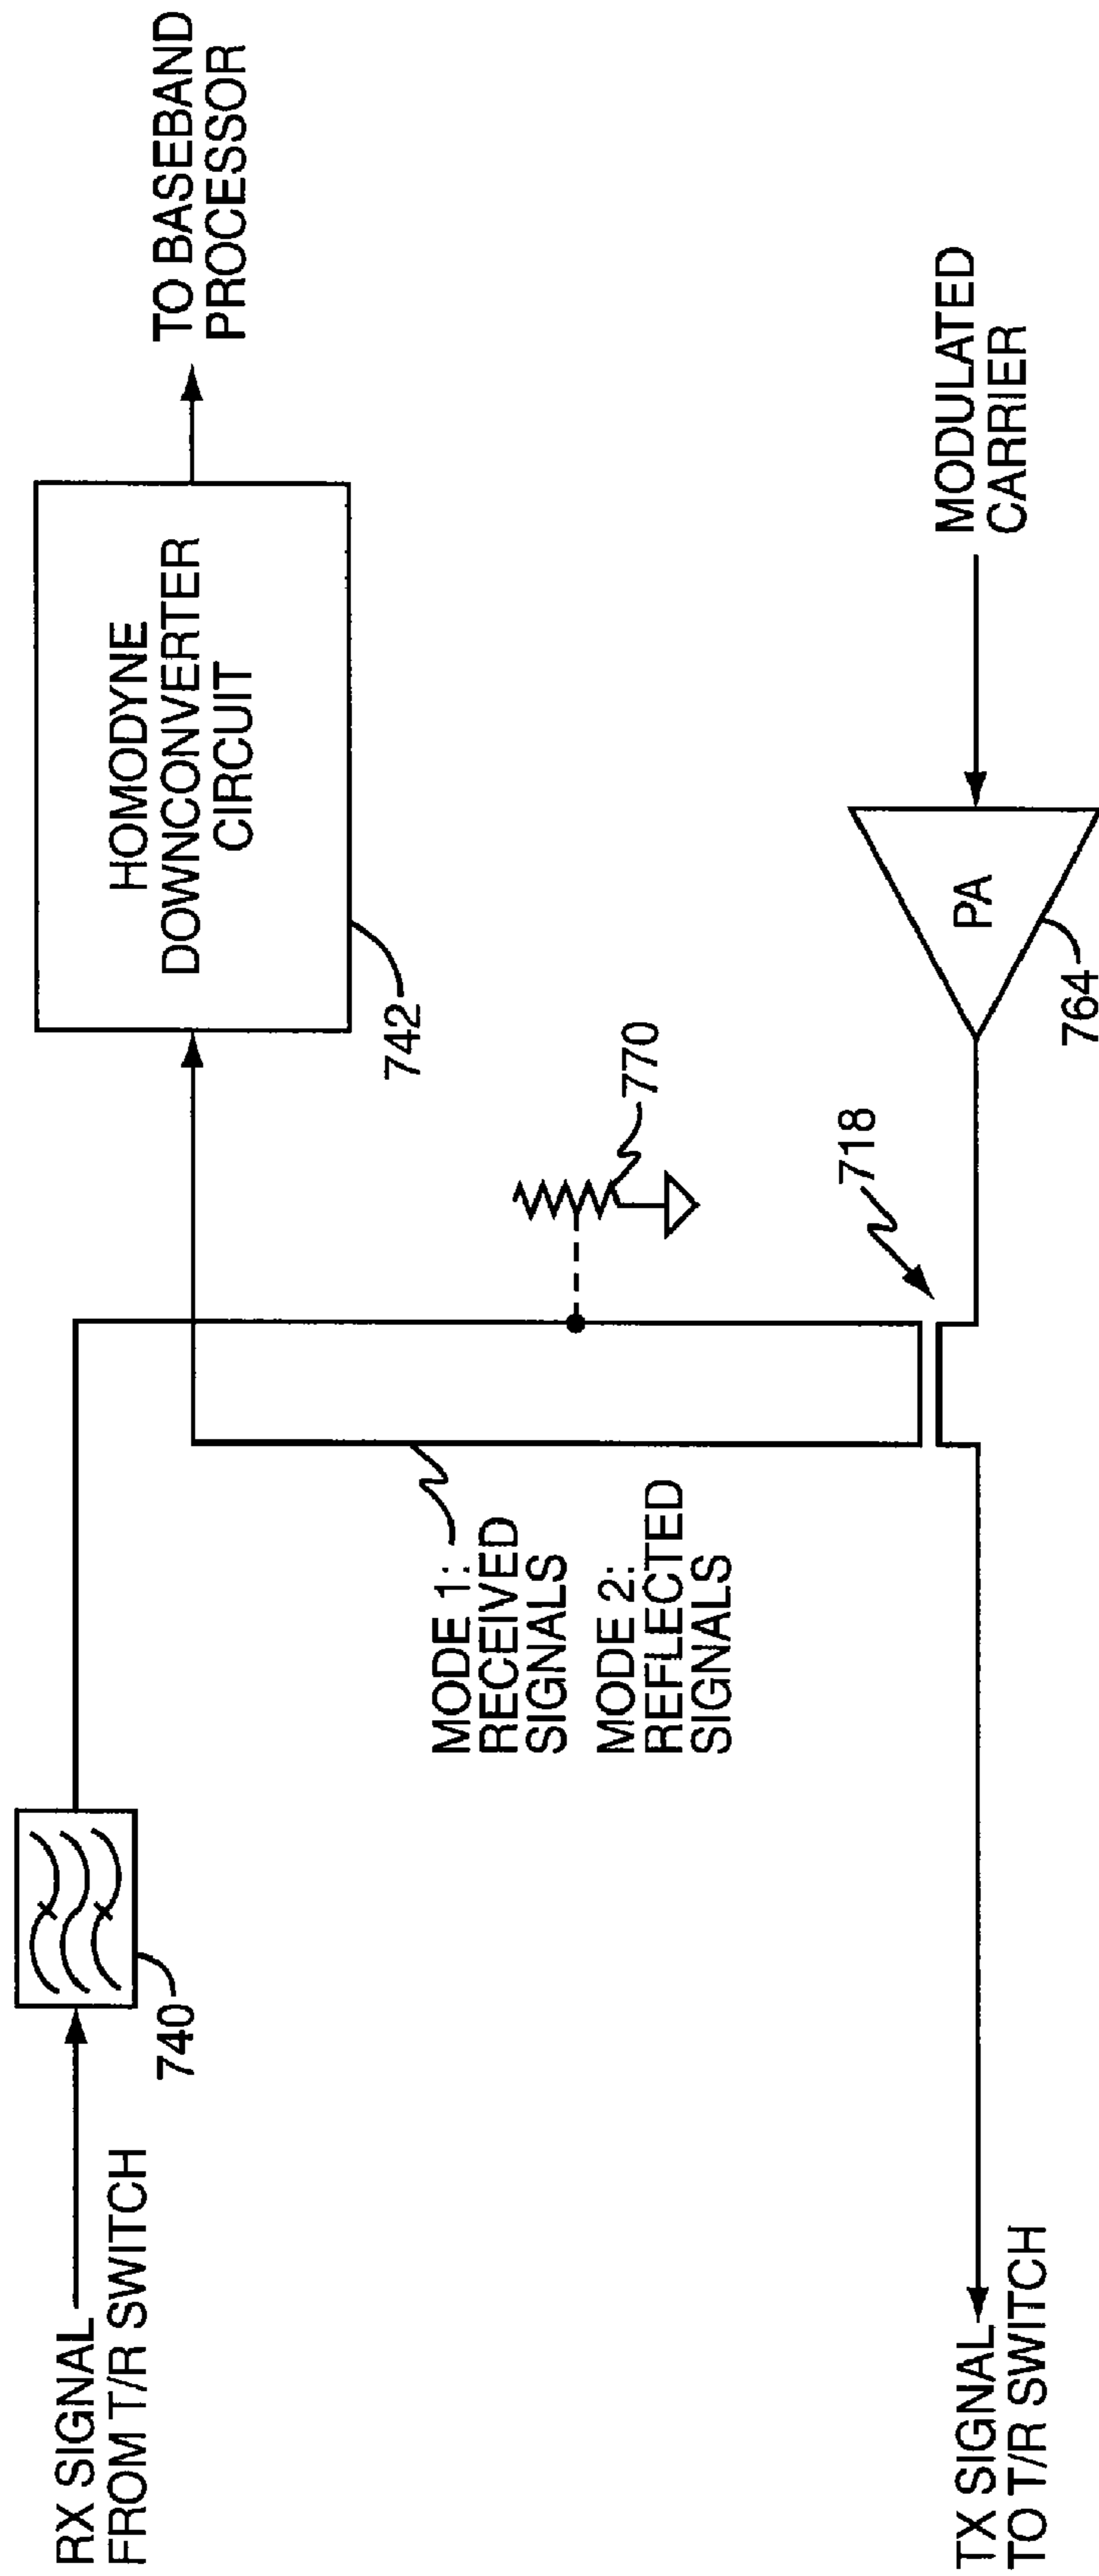 RX SIGNAL
FROM T/R SWITCH
740
HOMODYNE
DOWNCONVERTER
CIRCUIT
742
TO BASEBAND
PROCESSOR
MODE 1:
RECEIVED
SIGNALS
MODE 2:
REFLECTED
SIGNALS
770
718
TX SIGNAL
TO T/R SWITCH
PA
764
MODULATED
CARRIER